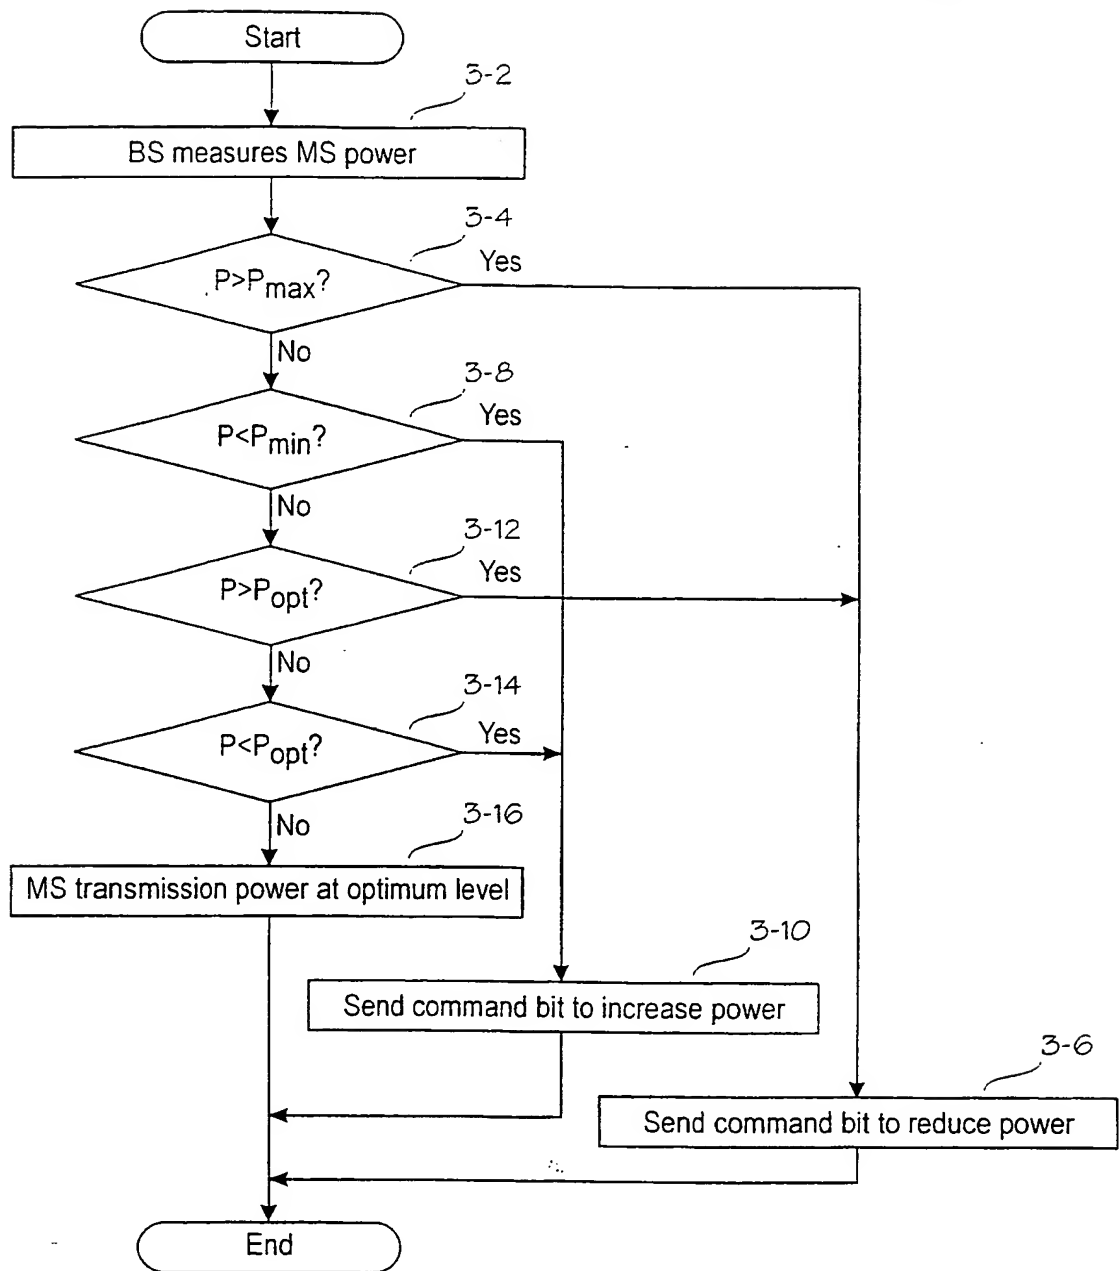 Start
3-2
BS measures MS power
3-4
P>Pmax?
Yes
No
3-8
P<Pmin?
Yes
No
3-12
P>Popt?
Yes
No
3-14
P<Popt?
Yes
No
3-16
MS transmission power at optimum level
3-10
Send command bit to increase power
3-6
Send command bit to reduce power
End